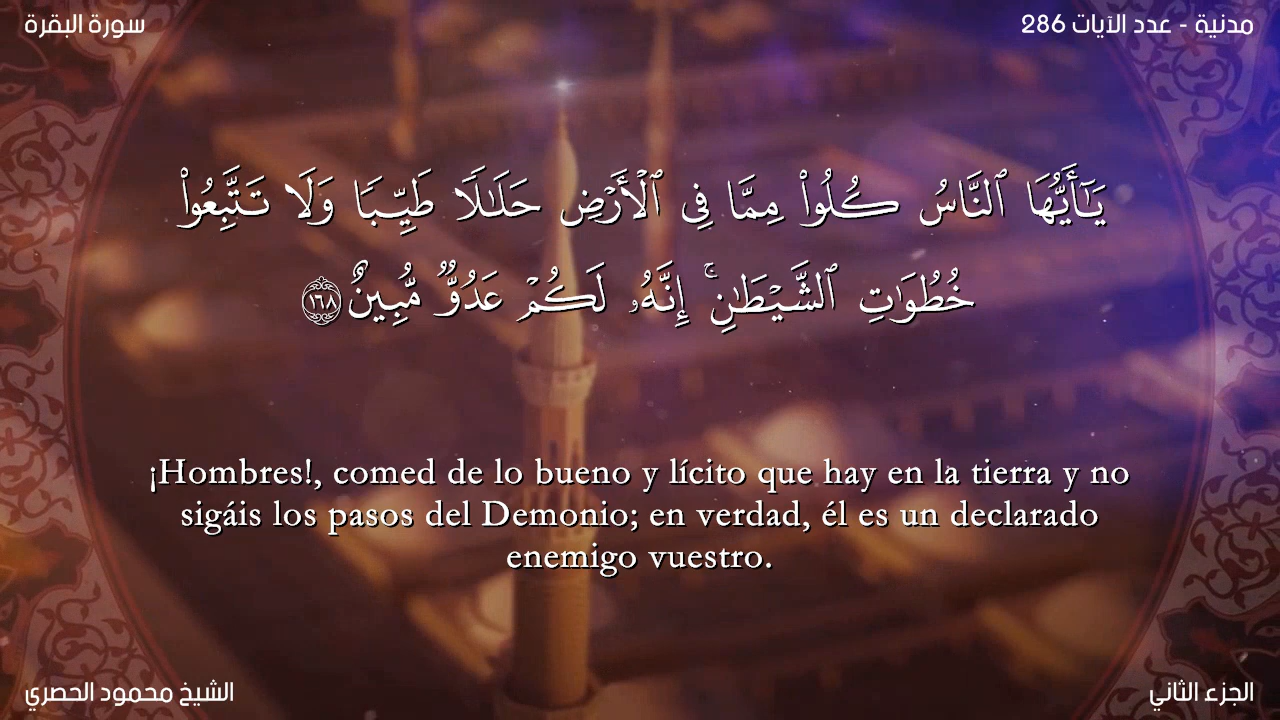 سورة البقرة
مدنية - عدد الآيات 286
يَـٰٓأَيُّهَا ٱلنَّاسُ كُلُوا۟ مِمَّا فِى ٱلْأَرْضِ حَلَـٰلًا طَيِّبًا وَلَا تَتَّبِعُوا۟
خُطُوَٰتِ ٱلشَّيْطَـٰنِ ۚ إِنَّهُۥ لَكُمْ عَدُوٌّ مُّبِينٌ ١٦٨
¡Hombres!, comed de lo bueno y lícito que hay en la tierra y no
sigáis los pasos del Demonio; en verdad, él es un declarado
enemigo vuestro.
الشيخ محمود الحصري
الجزء الثاني